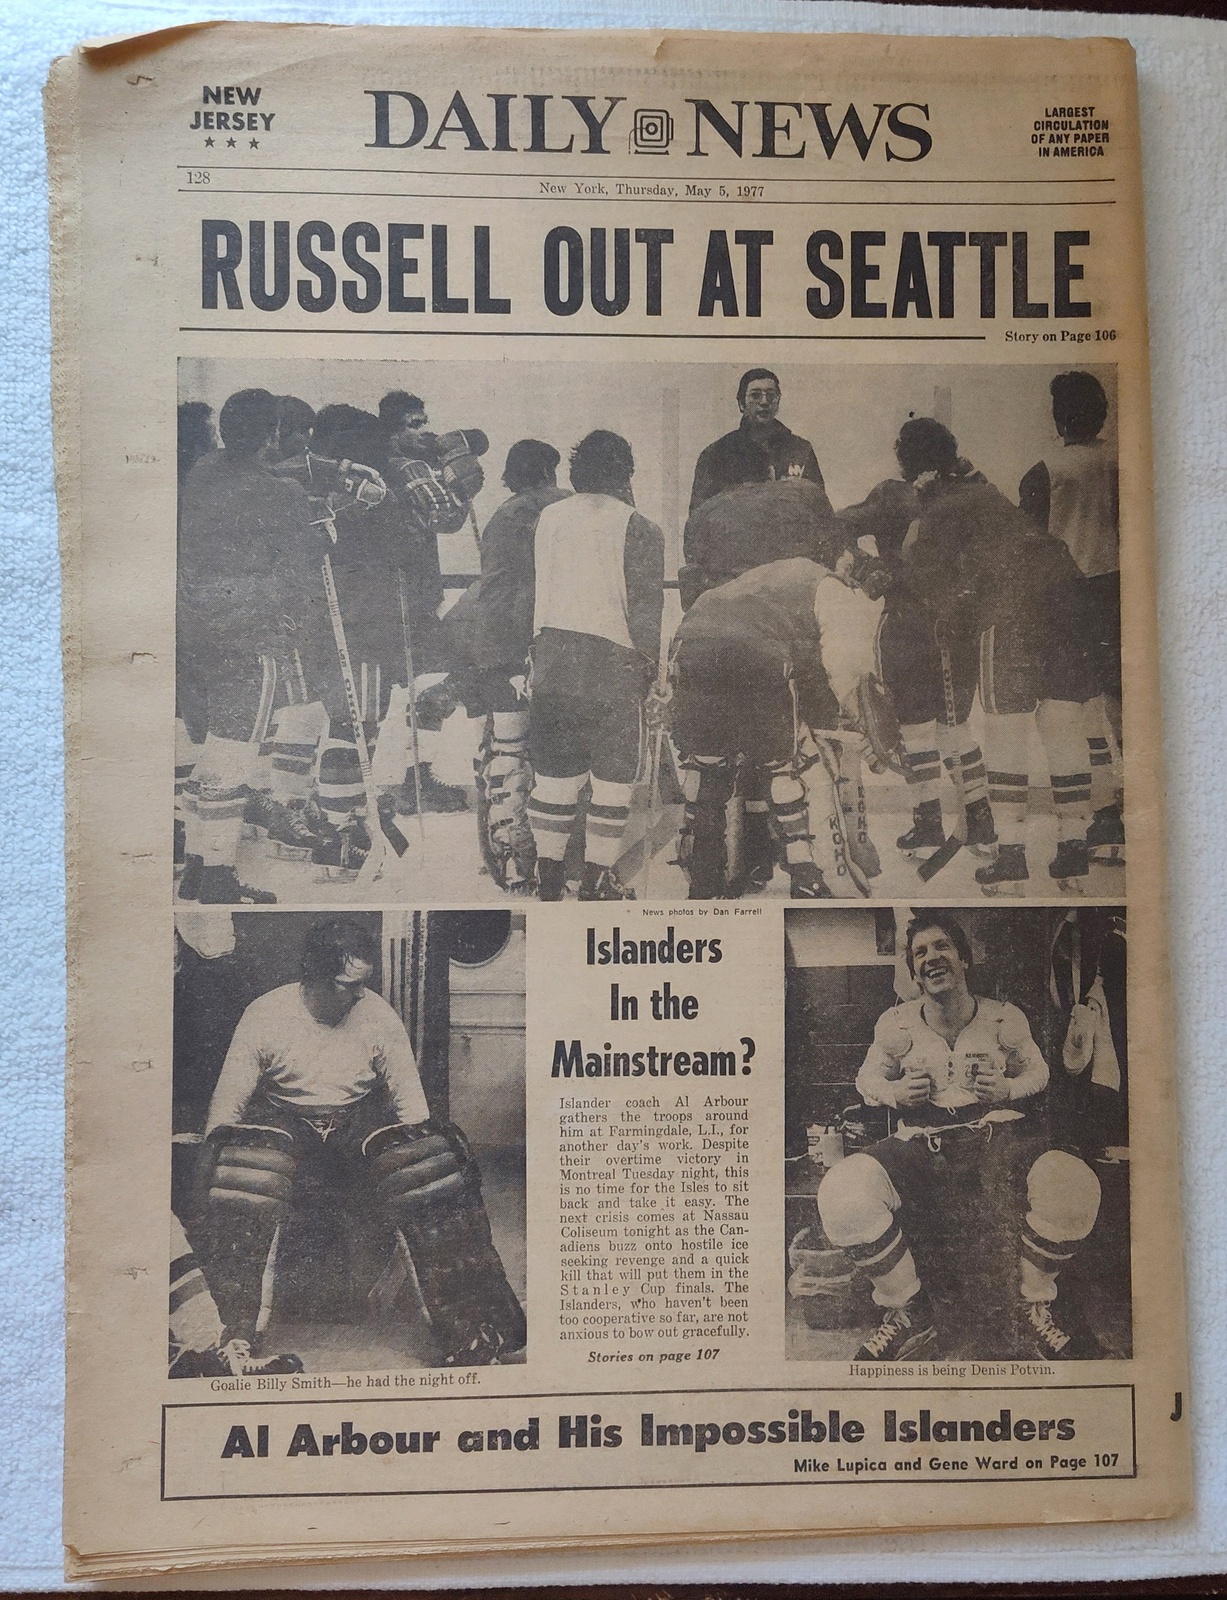 NEW
JERSEY
★ ★ ★
DAILY NEWS
LARGEST
CIRCULATION
OF ANY PAPER
IN AMERICA
128
New York, Thursday, May 5, 1977
RUSSELL OUT AT SEATTLE
Story on Page 106
News photos by Dan Farrell
Islanders
In the
Mainstream?
Islander coach Al Arbour
gathers the troops around
him at Farmingdale, L.I., for
another day's work. Despite
their overtime victory in
Montreal Tuesday night, this
is no time for the Isles to sit
back and take it easy. The
next crisis comes at Nassau
Coliseum tonight as the Can-
adiens buzz onto hostile ice
seeking revenge and a quick
kill that will put them in the
Stanley Cup finals. The
Islanders, who haven't been
too cooperative so far, are not
anxious to bow out gracefully.
Stories on page 107
Goalie Billy Smith—he had the night off.
Happiness is being Denis Potvin.
J
Al Arbour and His Impossible Islanders
Mike Lupica and Gene Ward on Page 107